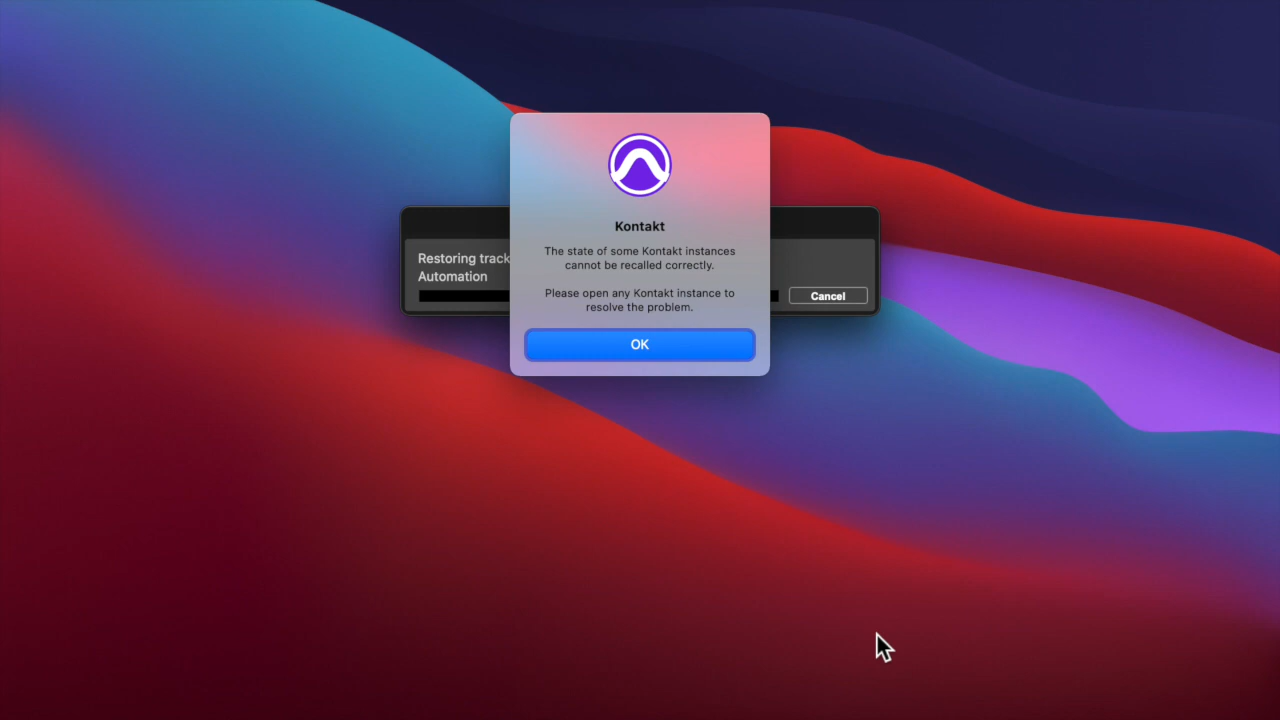 Kontakt
The state of some Kontakt instances
cannot be recalled correctly.
Please open any Kontakt instance to
resolve the problem.
OK
Restoring track
Automation
Cancel